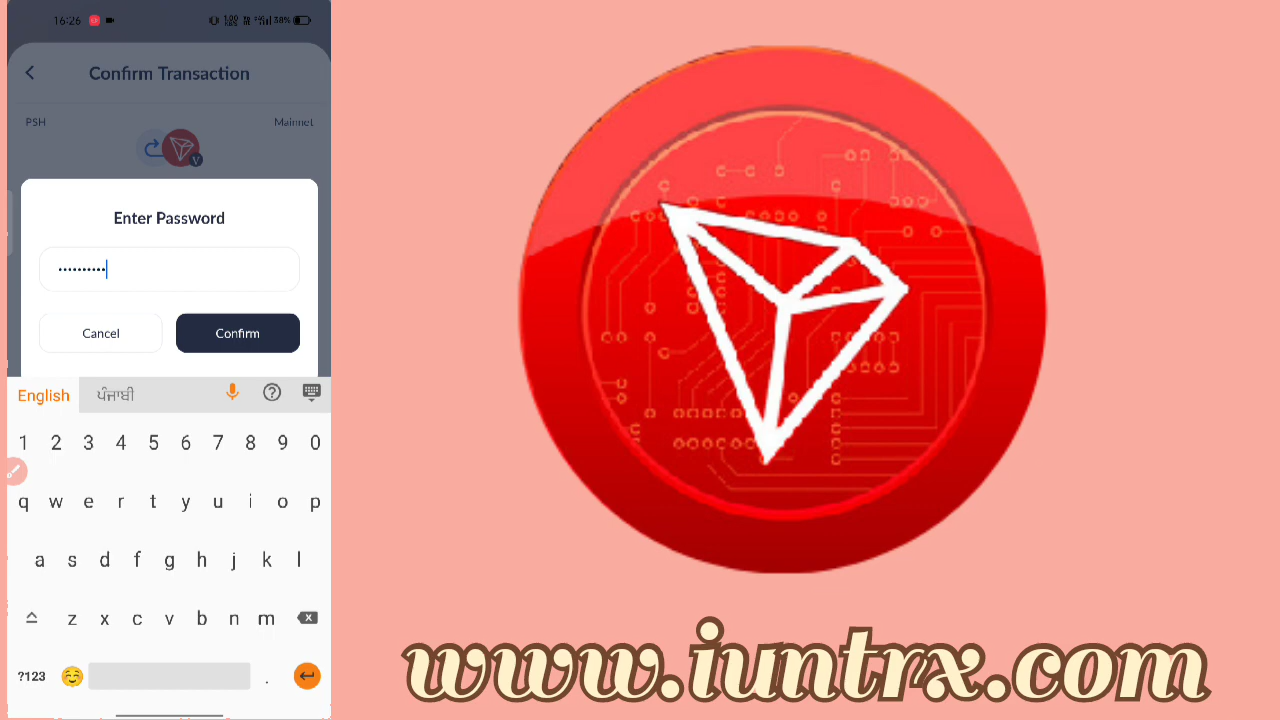 16:26
38%
Confirm Transaction
PSH
Mainnet
V
Enter Password
Cancel
Confirm
English
ਪੰਜਾਬੀ
1 2 3 4 5 6 7 8 9 0
q w e r t y u i o p
a s d f g h j k l
z x c v b n m
?123
.
www.iuntrx.com